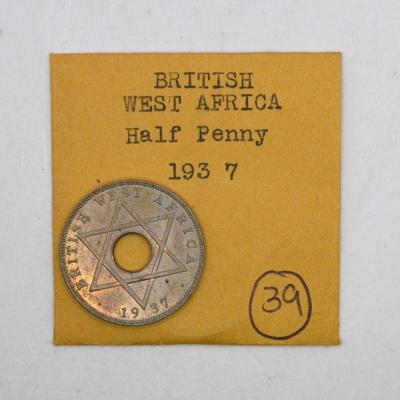 BRITISH
WEST AFRICA
Half Penny
193 7
BRITISH WEST AFRICA
1937
39